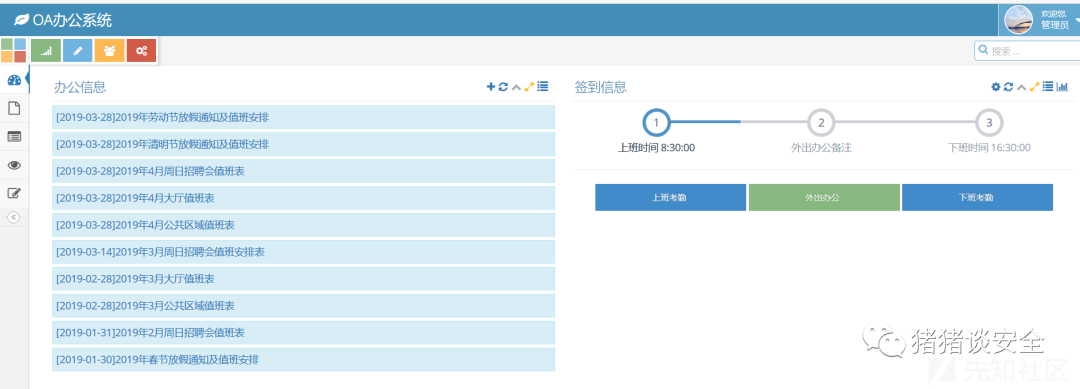 OA办公系统
欢迎您,
管理员
搜索 ...
办公信息
[2019-03-28]2019年劳动节放假通知及值班安排
[2019-03-28]2019年清明节放假通知及值班安排
[2019-03-28]2019年4月周日招聘会值班表
[2019-03-28]2019年4月大厅值班表
[2019-03-28]2019年4月公共区域值班表
[2019-03-14]2019年3月周日招聘会值班安排表
[2019-02-28]2019年3月大厅值班表
[2019-02-28]2019年3月公共区域值班表
[2019-01-31]2019年2月周日招聘会值班表
[2019-01-30]2019年春节放假通知及值班安排
签到信息
1 2 3
上班时间 8:30:00 外出办公备注 下班时间 16:30:00
上班考勤 外出办公 下班考勤
猪猪谈安全
先知社区